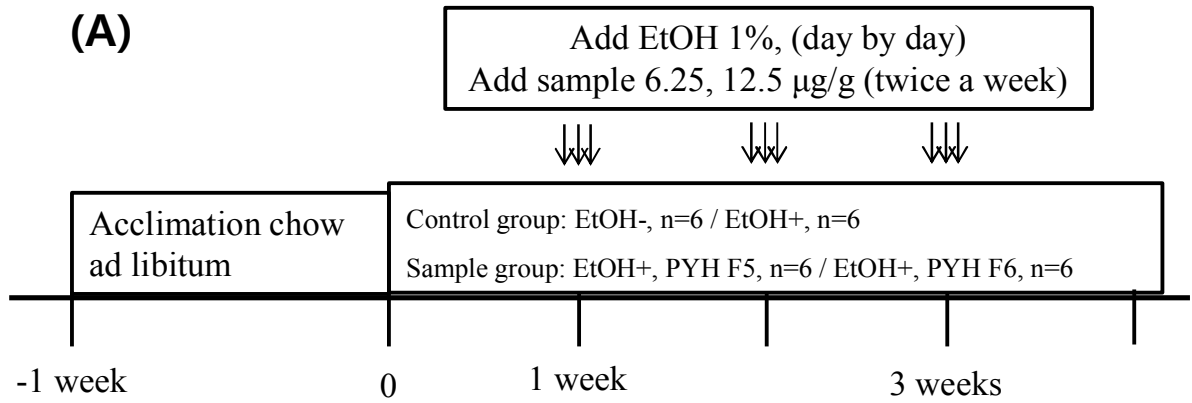 (A)
Add EtOH 1%, (day by day)
Add sample 6.25, 12.5 μg/g (twice a week)
Acclimation chow
ad libitum
Control group: EtOH-, n=6 / EtOH+, n=6
Sample group: EtOH+, PYH F5, n=6 / EtOH+, PYH F6, n=6
-1 week
0
1 week
3 weeks